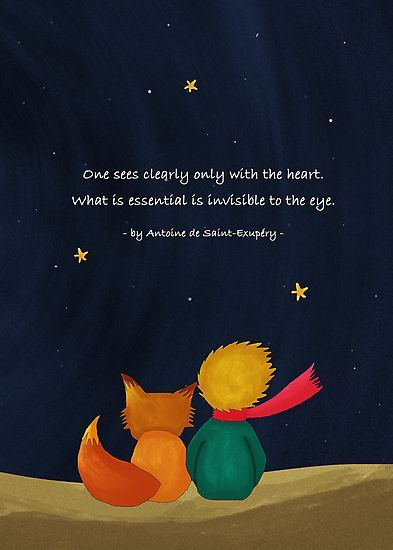 One sees clearly only with the heart.
What is essential is invisible to the eye.
- by Antoine de Saint-Exupéry -